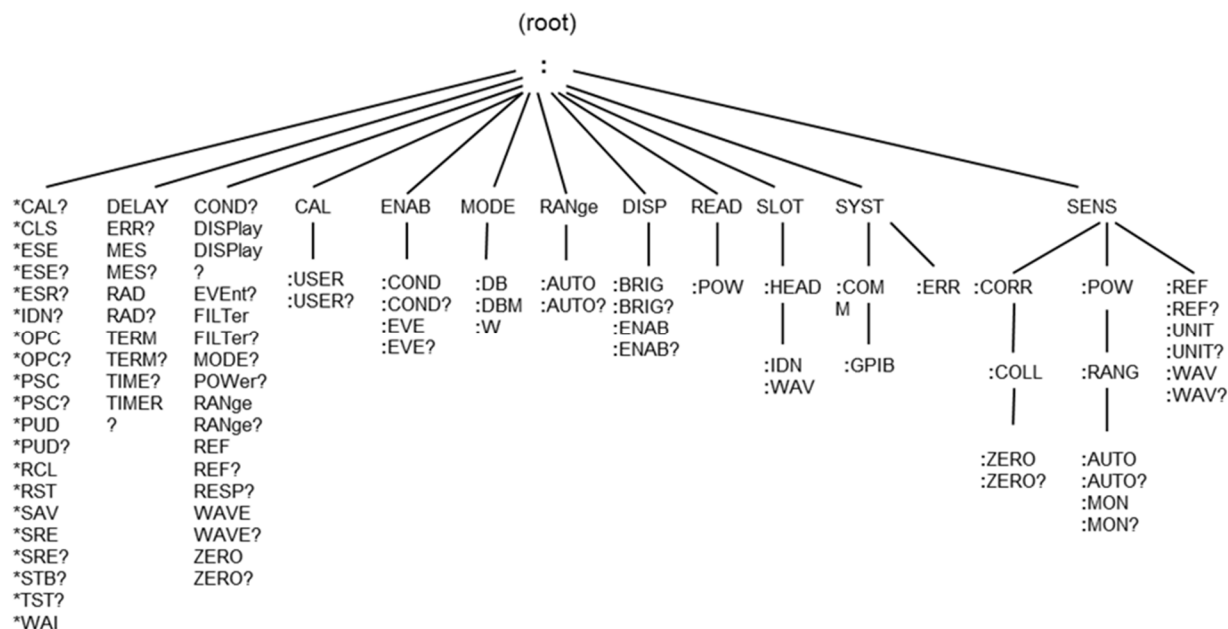 (root)
:
*CAL?
*CLS
*ESE
*ESE?
*ESR?
*IDN?
*OPC
*OPC?
*PSC
*PSC?
*PUD
*PUD?
*RCL
*RST
*SAV
*SRE
*SRE?
*STB?
*TST?
*WAI
DELAY
ERR?
MES
MES?
RAD
RAD?
TERM
TERM?
TIME?
TIMER
?
COND?
DISPlay
DISPlay
?
EVEnt?
FILTer
FILTer?
MODE?
POWer?
RANge
RANge?
REF
REF?
RESP?
WAVE
WAVE?
ZERO
ZERO?
CAL
:USER
:USER?
ENAB
:COND
:COND?
:EVE
:EVE?
MODE
:DB
:DBM
:W
RANge
:AUTO
:AUTO?
DISP
:BRIG
:BRIG?
:ENAB
:ENAB?
READ
:POW
SLOT
:HEAD
:IDN
:WAV
SYST
:COM
M
:GPIB
:ERR
SENS
:CORR
:COLL
:ZERO
:ZERO?
:POW
:RANG
:AUTO
:AUTO?
:MON
:MON?
:REF
:REF?
:UNIT
:UNIT?
:WAV
:WAV?